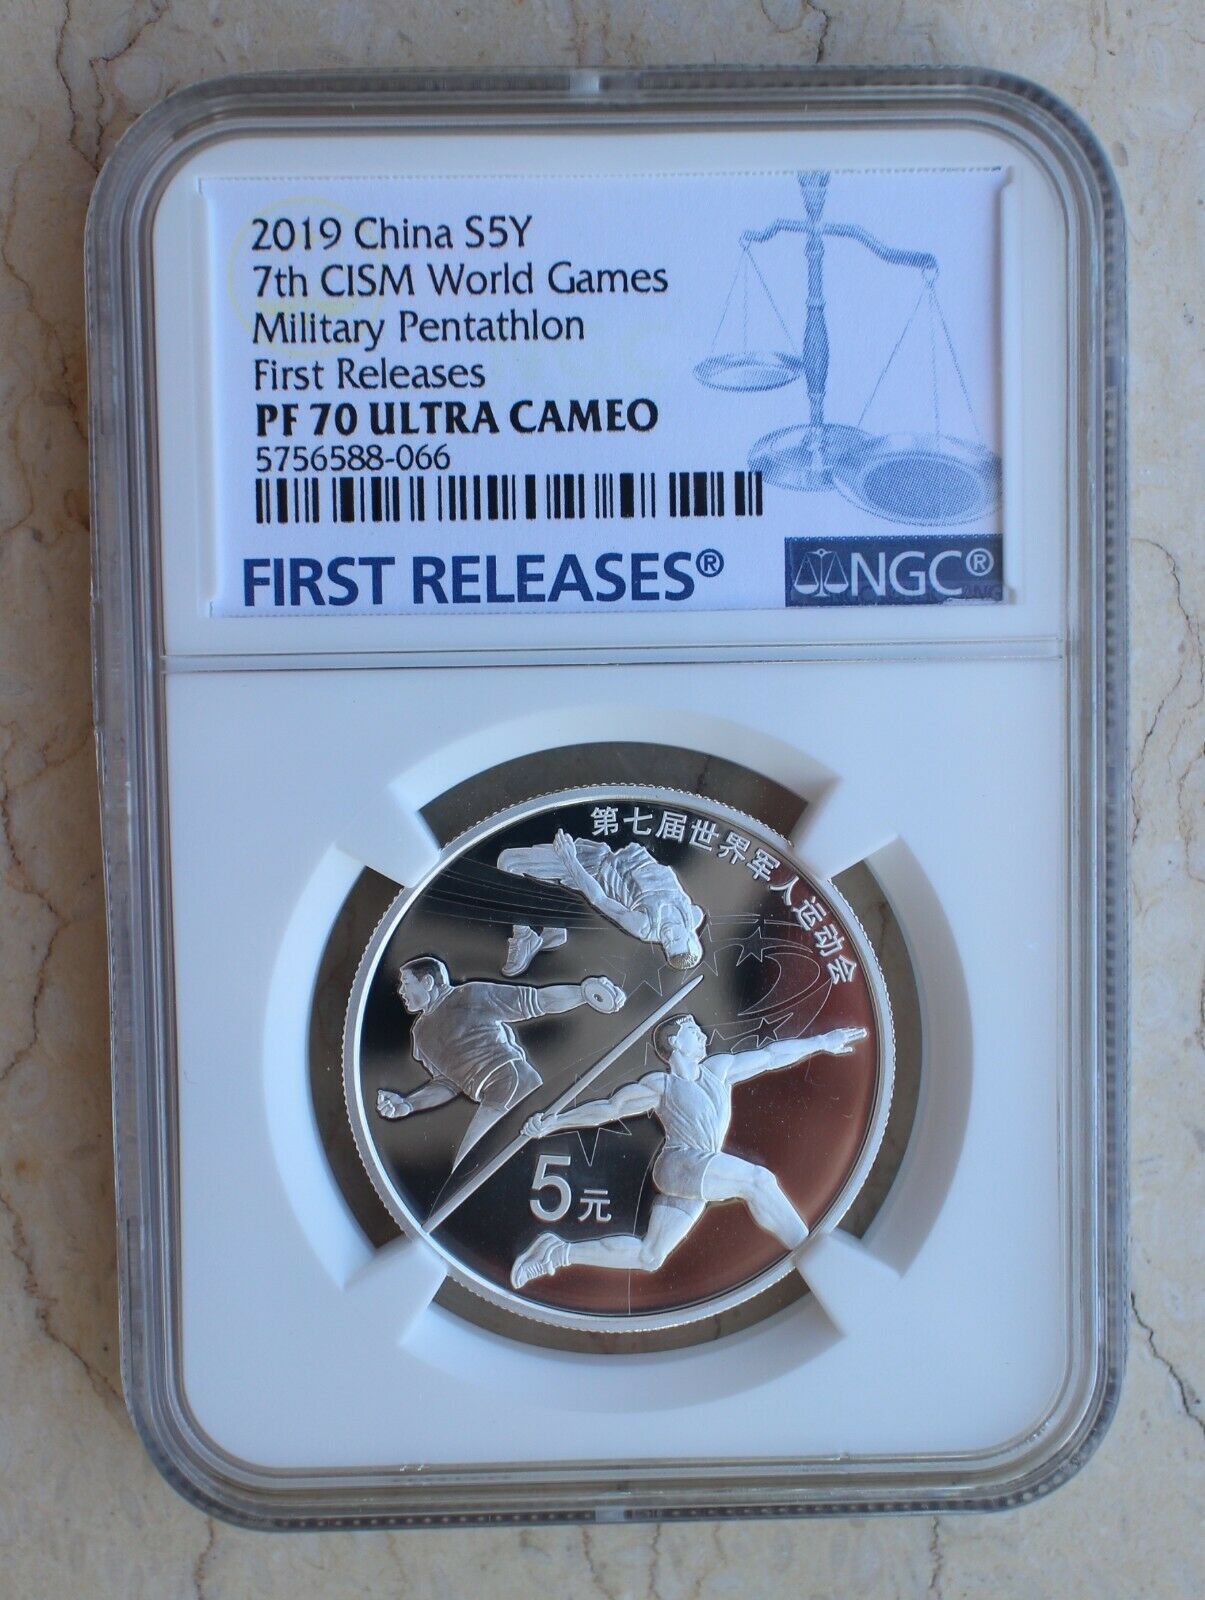 2019 China S5Y
7th CISM World Games
Military Pentathlon
First Releases
PF 70 ULTRA CAMEO
5756588-066
FIRST RELEASES®
NGC®
第七届世界军人运动会
5元